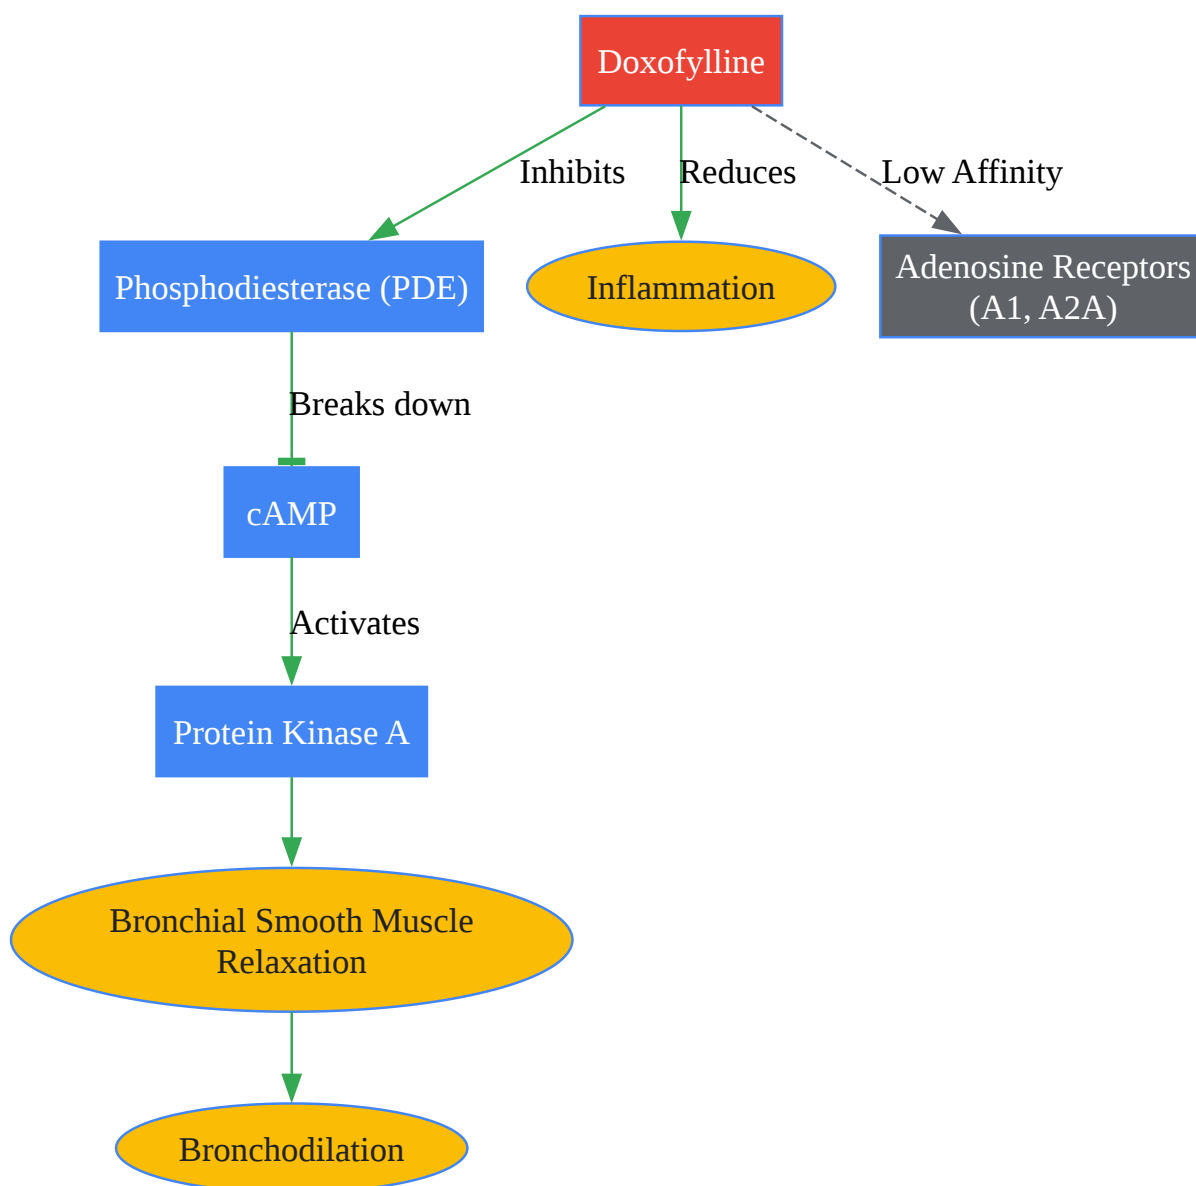 Doxofylline
Inhibits
Reduces
Low Affinity
Phosphodiesterase (PDE)
Inflammation
Adenosine Receptors
(A1, A2A)
Breaks down
cAMP
Activates
Protein Kinase A
Bronchial Smooth Muscle
Relaxation
Bronchodilation